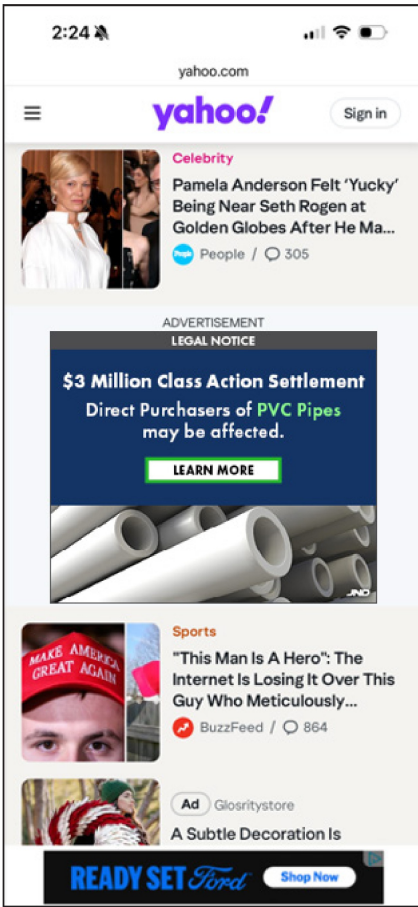 2:24
yahoo.com
yahoo!
Sign in
Celebrity
Pamela Anderson Felt ‘Yucky’
Being Near Seth Rogen at
Golden Globes After He Ma...
People
People / 305
ADVERTISEMENT
LEGAL NOTICE
$3 Million Class Action Settlement
Direct Purchasers of PVC Pipes
may be affected.
LEARN MORE
JND
MAKE AMERICA
GREAT AGAIN
Sports
"This Man Is A Hero": The
Internet Is Losing It Over This
Guy Who Meticulously...
BuzzFeed / 864
Ad Glosritystore
A Subtle Decoration Is
READY SET Ford
Shop Now